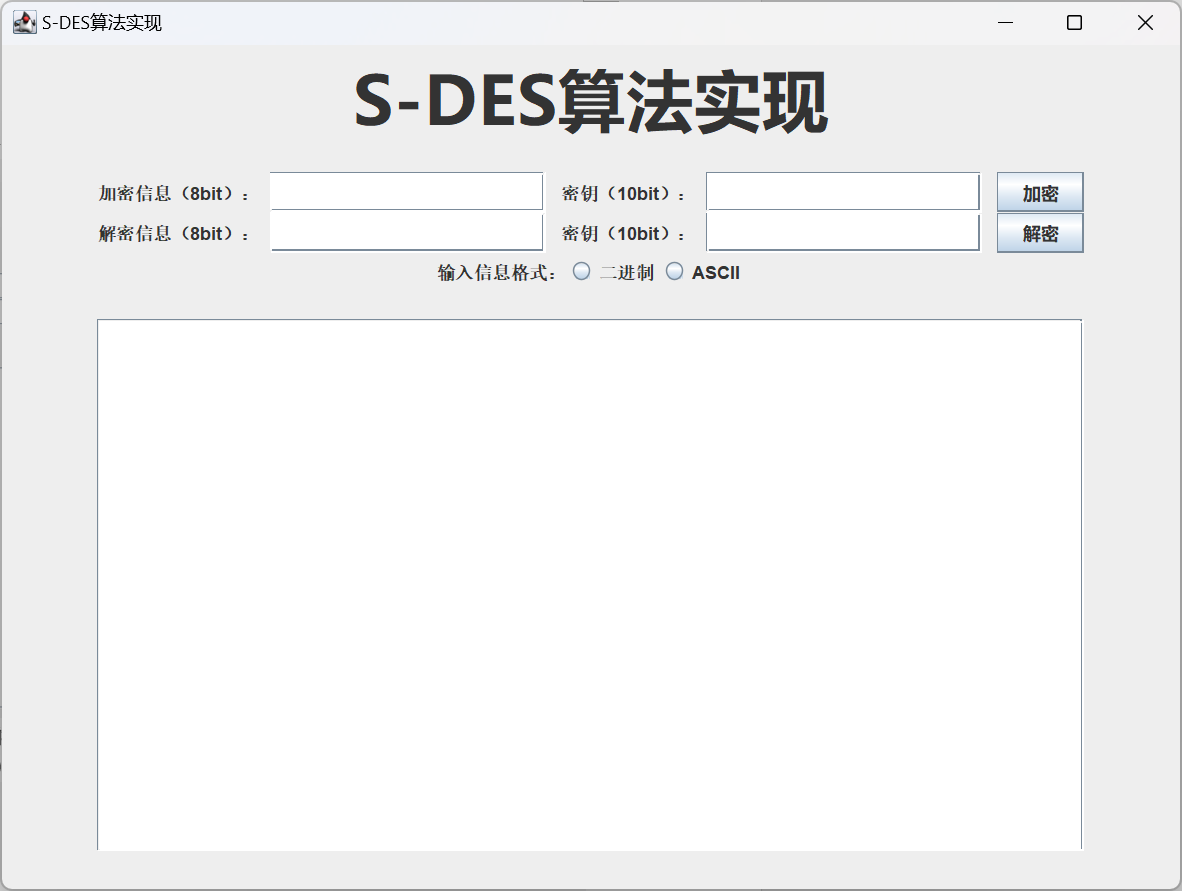 S-DES算法实现
S-DES算法实现
加密信息（8bit）： 密钥（10bit）： 加密
解密信息（8bit）： 密钥（10bit）： 解密
输入信息格式： 二进制 ASCII